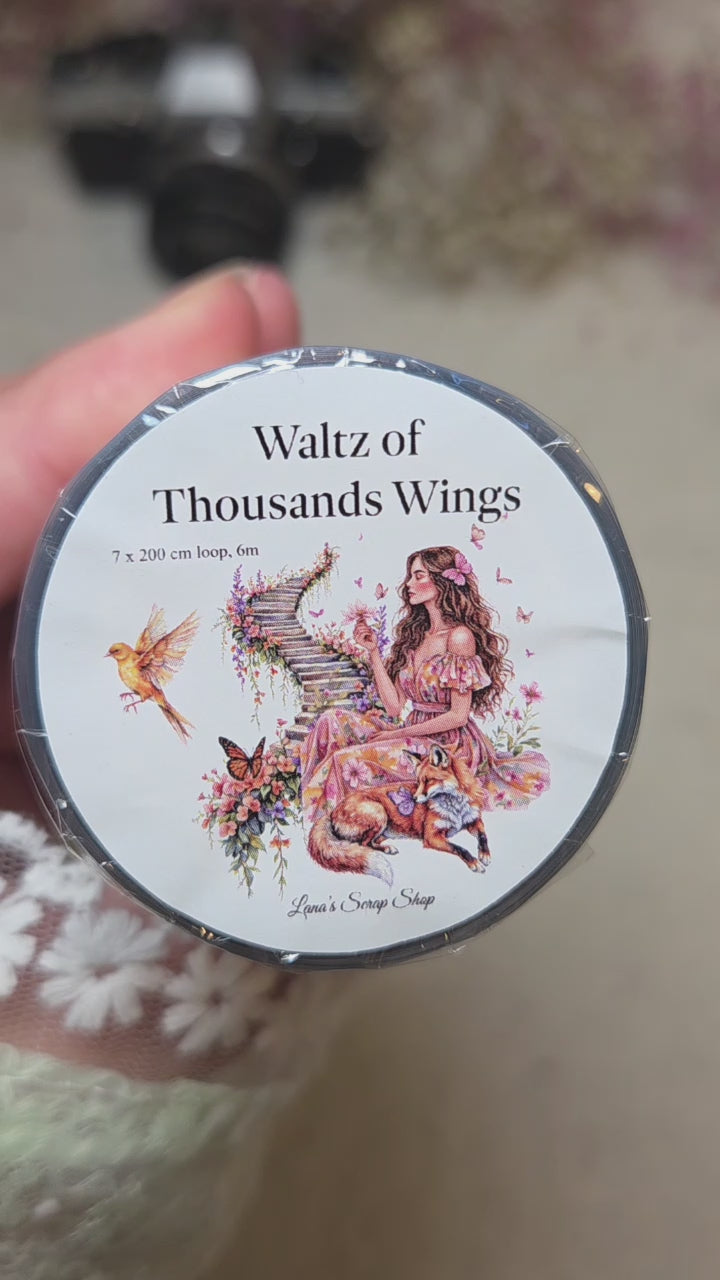 Waltz of
Thousands Wings
7 x 200 cm loop, 6m
Lana's Scrap Shop